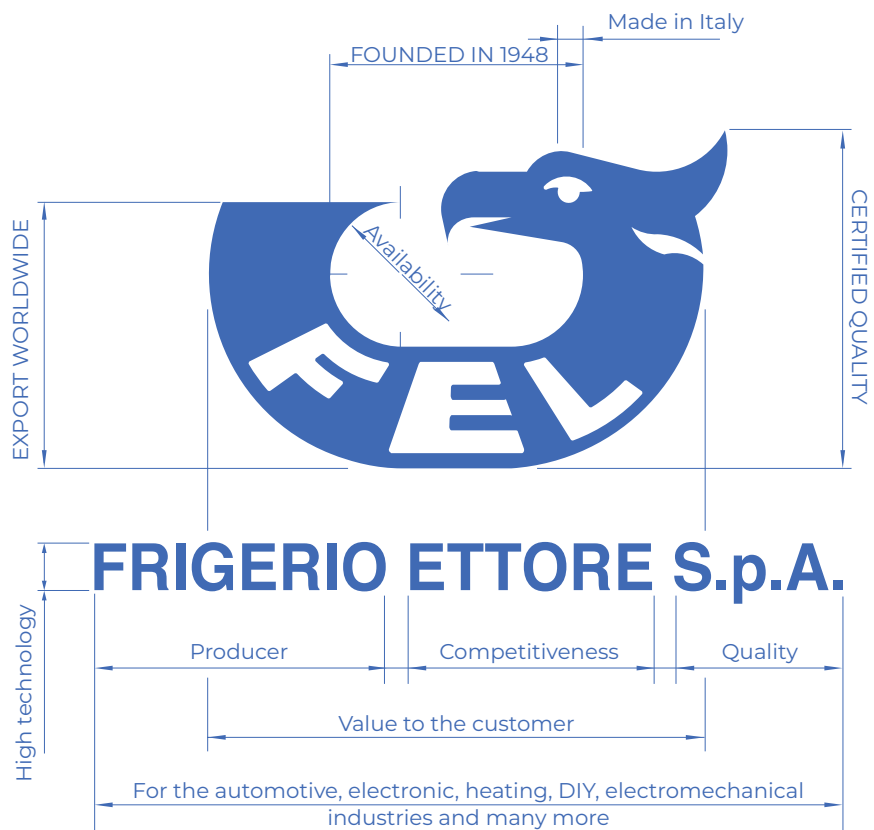 Made in Italy
FOUNDED IN 1948
EXPORT WORLDWIDE
Availability
CERTIFIED QUALITY
FEL
FRIGERIO ETTORE S.p.A.
High technology
Producer
Competitiveness
Quality
Value to the customer
For the automotive, electronic, heating, DIY, electromechanical
industries and many more